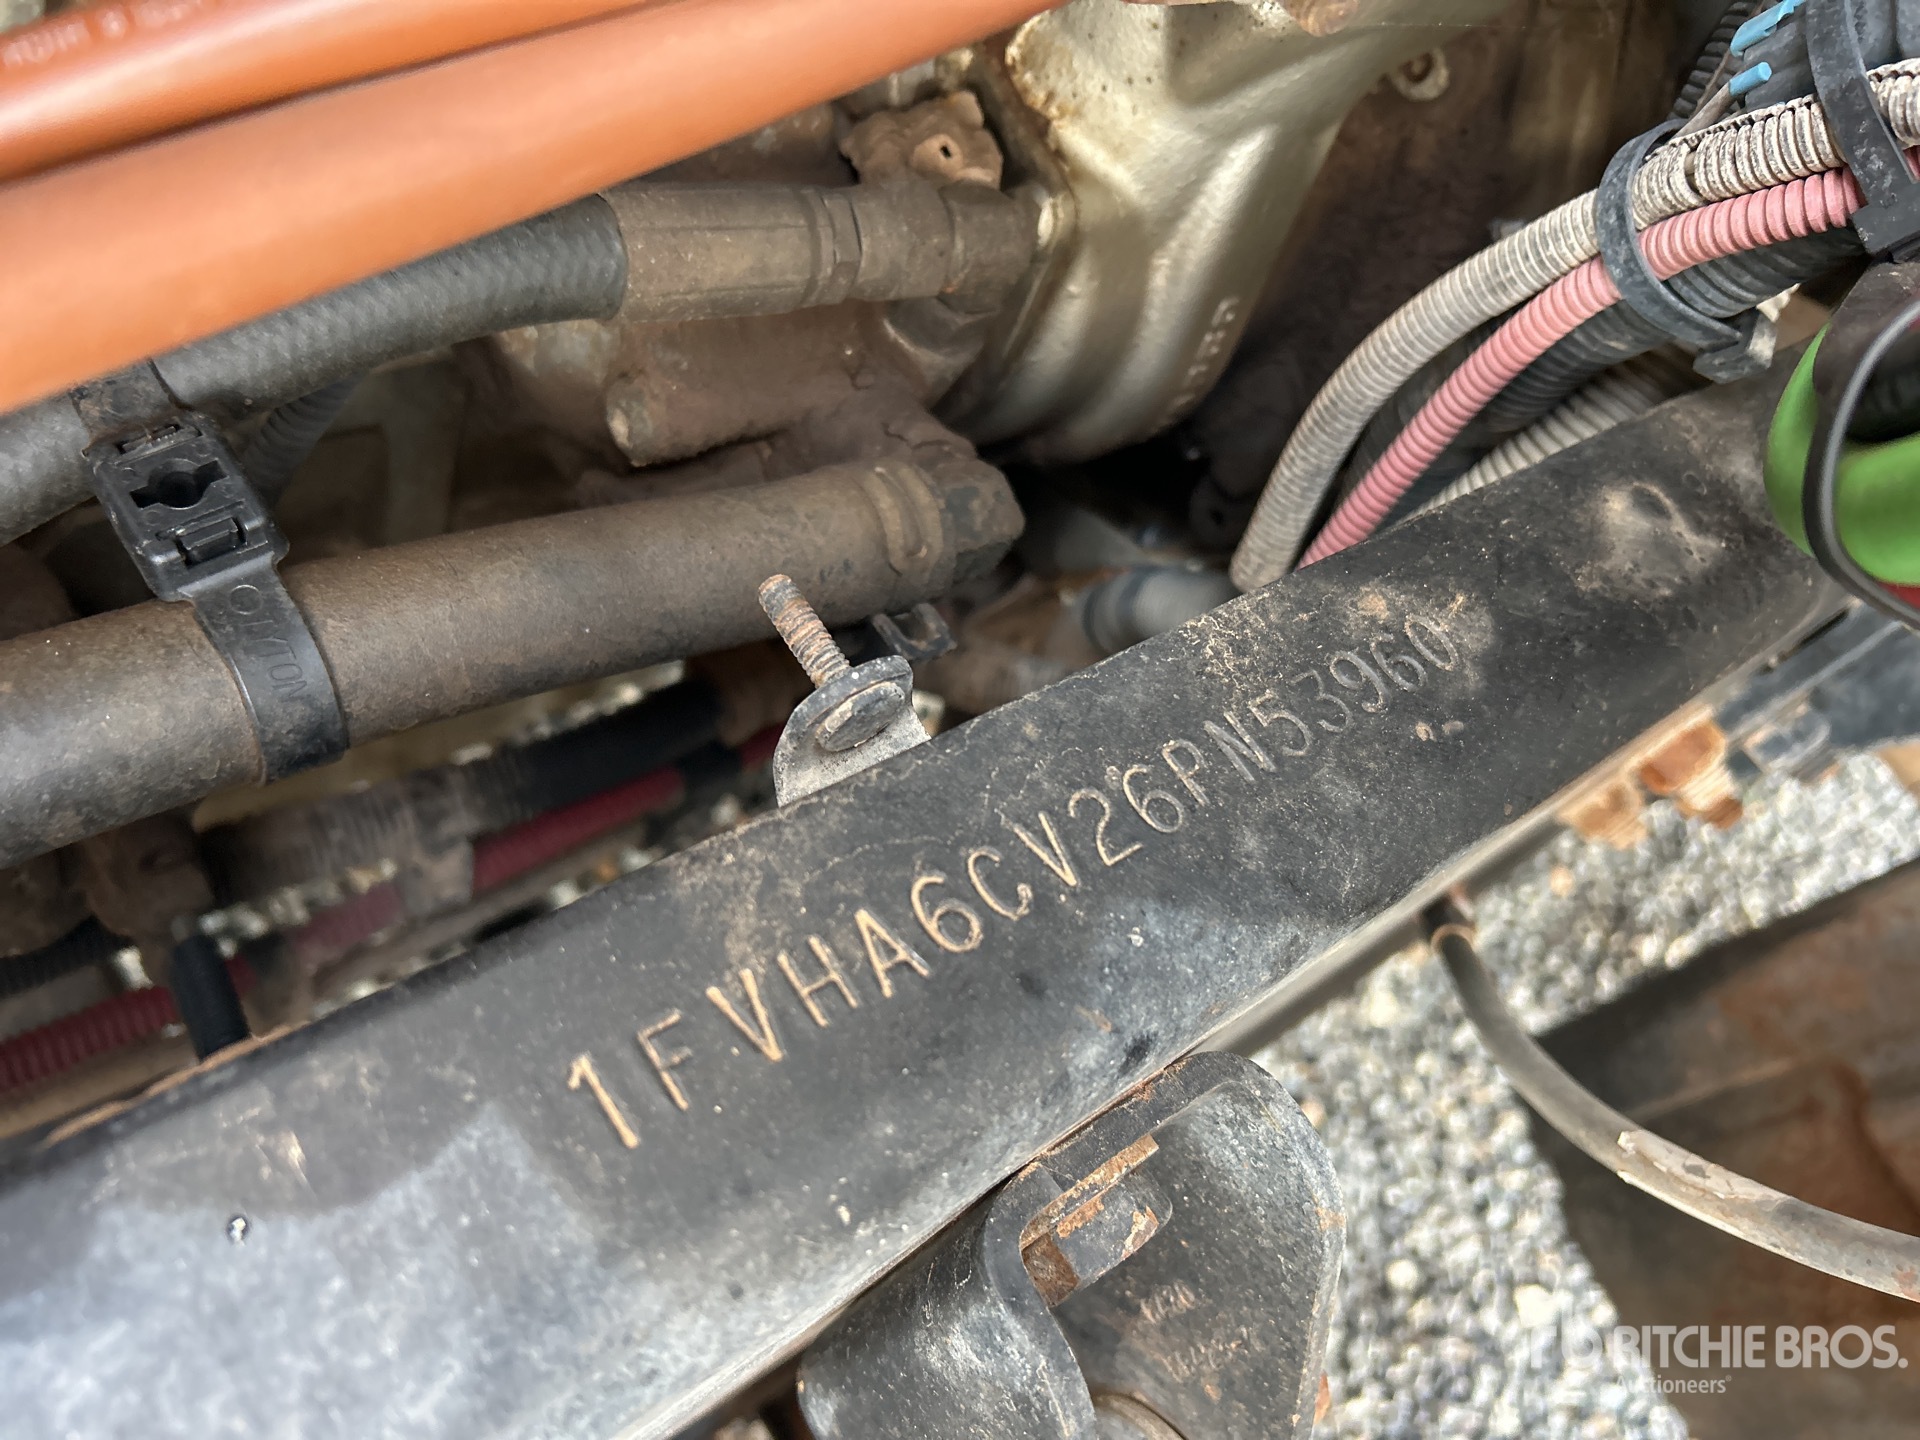 1FVHA6CV26PN53960
RITCHIE BROS.
Auctioneers